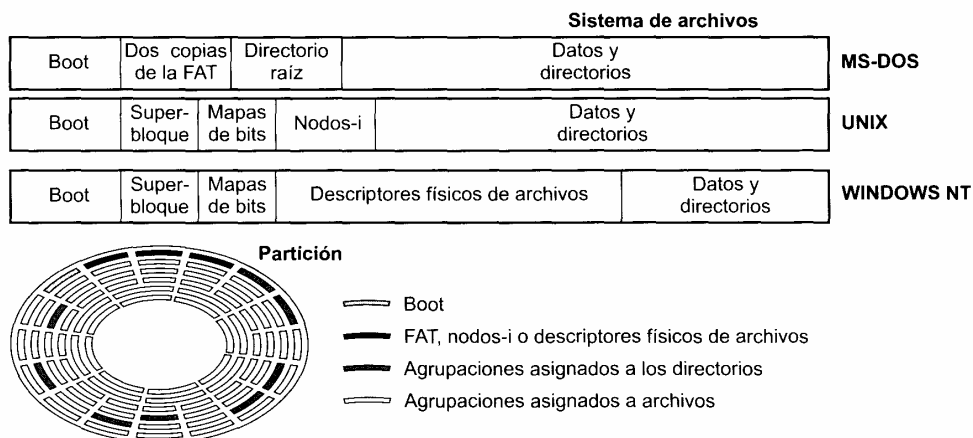 Sistema de archivos
Boot
Dos copias
de la FAT
Directorio
raíz
Datos y
directorios
MS-DOS
Boot
Super-
bloque
Mapas
de bits
Nodos-i
Datos y
directorios
UNIX
Boot
Super-
bloque
Mapas
de bits
Descriptores físicos de archivos
Datos y
directorios
WINDOWS NT
Partición
Boot
FAT, nodos-i o descriptores físicos de archivo
Agrupaciones asignados a los directorios
Agrupaciones asignados a archivos